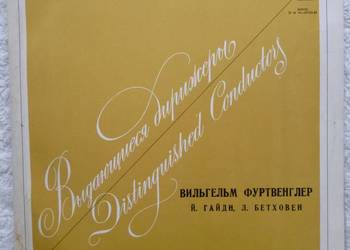 Выдающиеся дирижеры
Distinguished Conductors
ВИЛЬГЕЛЬМ ФУРТВЕНГЛЕР
Й. ГАЙДН, Л. БЕТХОВЕН